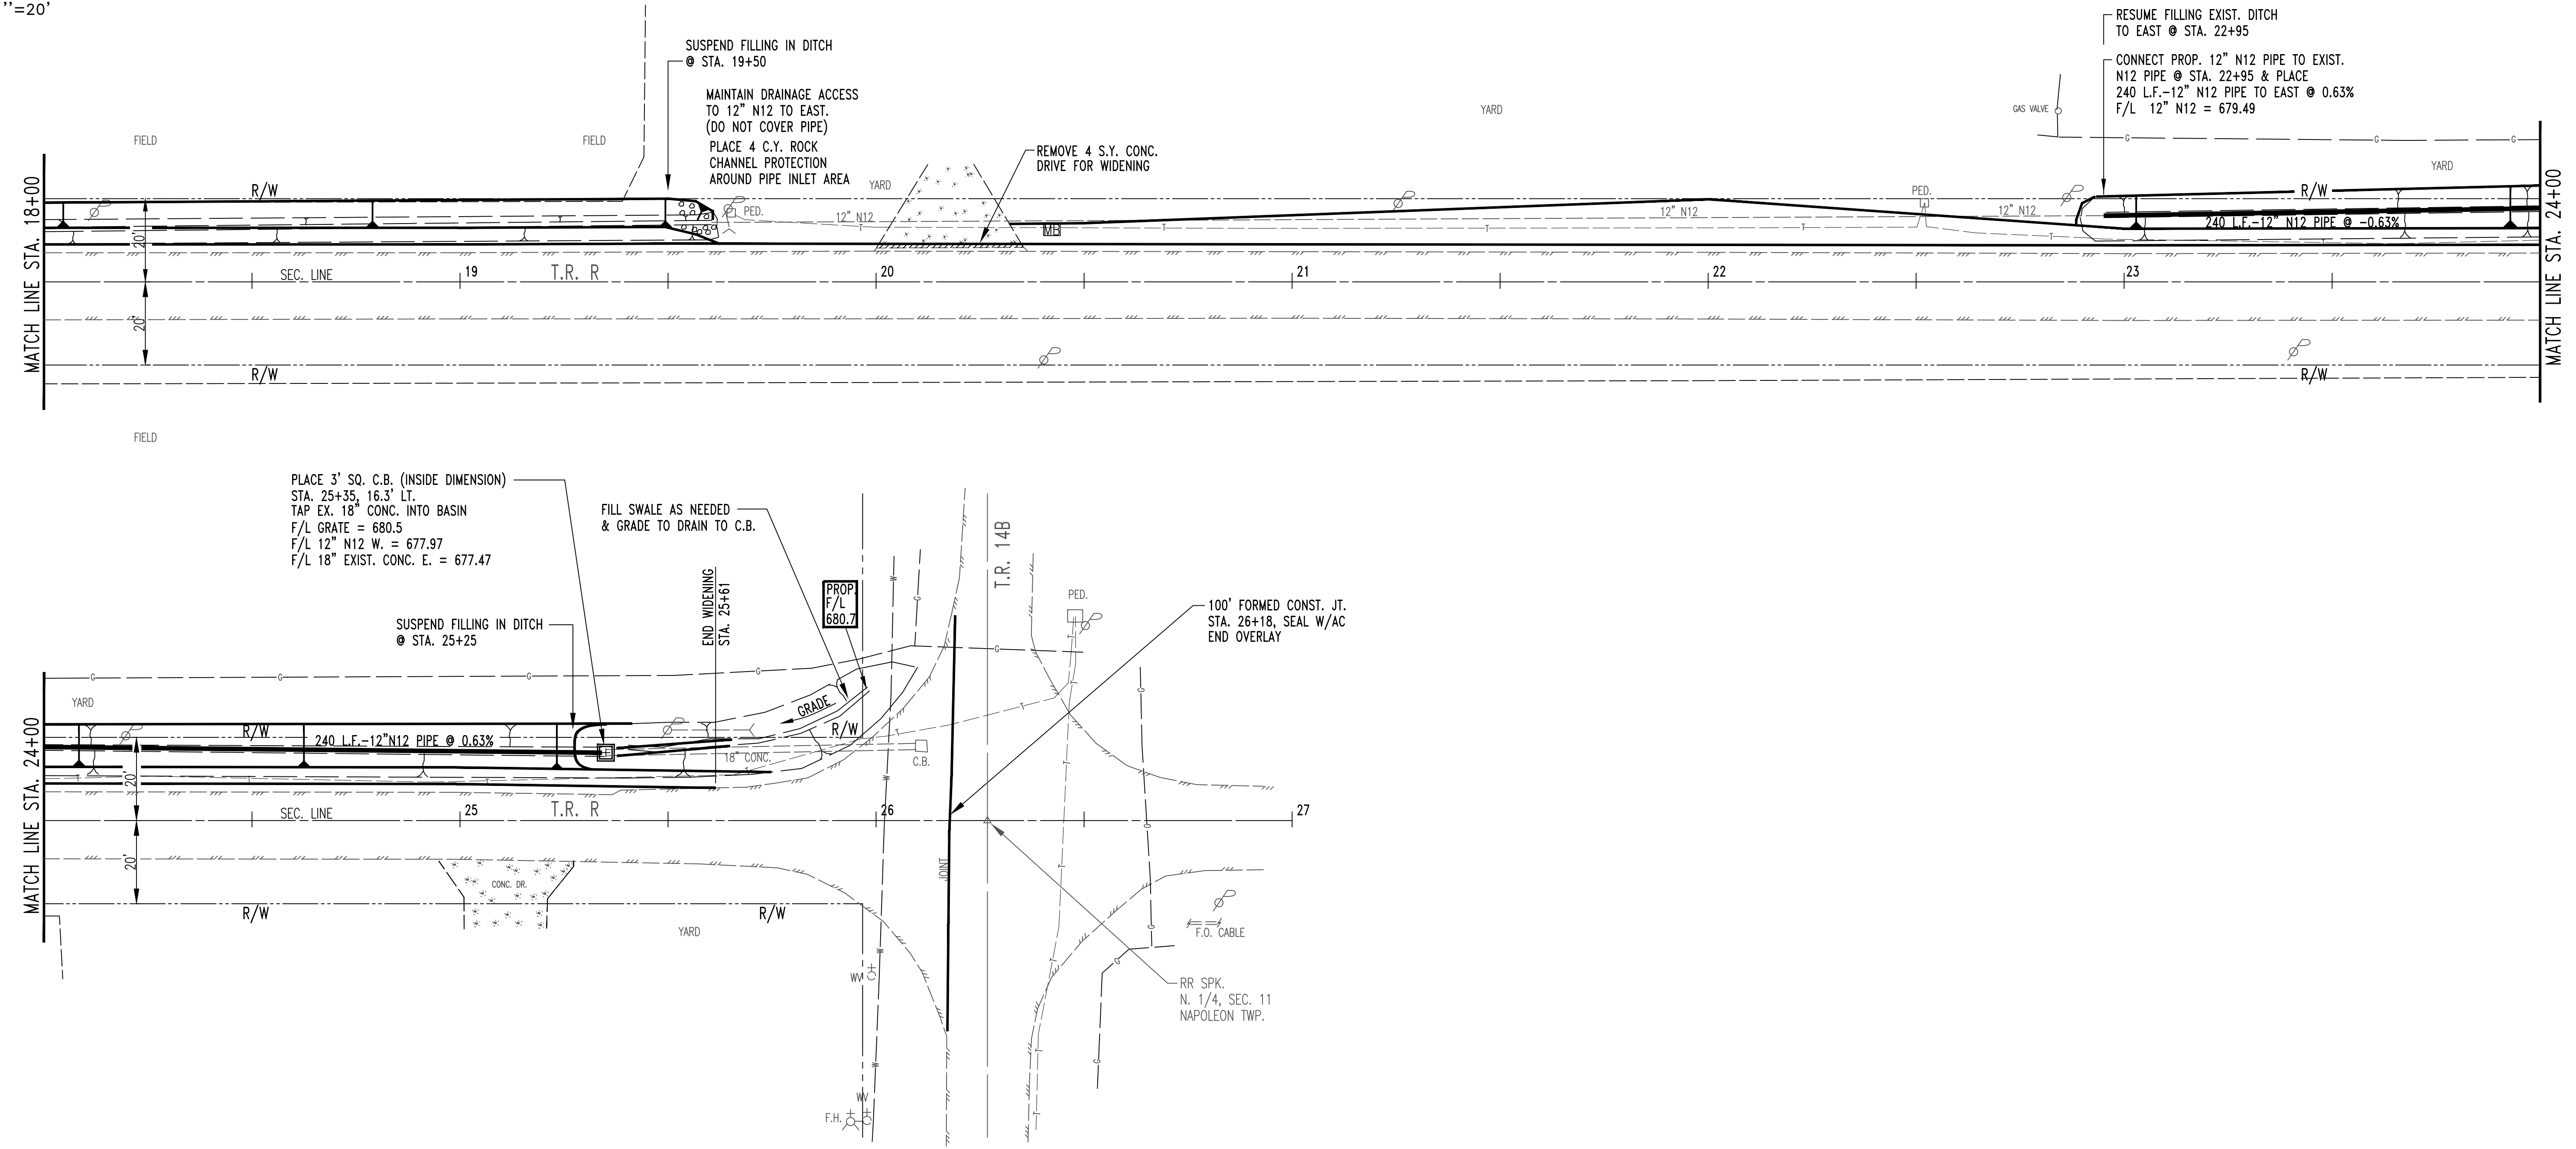 "=20'
SUSPEND FILLING IN DITCH
@ STA. 19+50
MAINTAIN DRAINAGE ACCESS
TO 12" N12 TO EAST.
(DO NOT COVER PIPE)
PLACE 4 C.Y. ROCK
CHANNEL PROTECTION
AROUND PIPE INLET AREA
REMOVE 4 S.Y. CONC.
DRIVE FOR WIDENING
RESUME FILLING EXIST. DITCH
TO EAST @ STA. 22+95
CONNECT PROP. 12" N12 PIPE TO EXIST.
N12 PIPE @ STA. 22+95 & PLACE
240 L.F.-12" N12 PIPE TO EAST @ 0.63%
F/L 12" N12 = 679.49
FIELD
FIELD
YARD
YARD
GAS VALVE
G
G
G
YARD
MATCH LINE STA. 18+00
R/W
PED.
12" N12
T
MB
T
T
T
12" N12
PED.
12" N12
T
R/W
240 L.F.-12" N12 PIPE @ -0.63%
T
MATCH LINE STA. 24+00
20'
SEC. LINE
19
T.R. R
20
21
22
23
20'
R/W
R/W
FIELD
PLACE 3' SQ. C.B. (INSIDE DIMENSION)
STA. 25+35, 16.3' LT.
TAP EX. 18" CONC. INTO BASIN
F/L GRATE = 680.5
F/L 12" N12 W. = 677.97
F/L 18" EXIST. CONC. E. = 677.47
FILL SWALE AS NEEDED
& GRADE TO DRAIN TO C.B.
SUSPEND FILLING IN DITCH
@ STA. 25+25
END WIDENING
STA. 25+61
PROP.
F/L
680.7
T.R. 14B
PED.
100' FORMED CONST. JT.
STA. 26+18, SEAL W/AC
END OVERLAY
W
G
G
G
G
G
G
G
YARD
GRADE
MATCH LINE STA. 24+00
R/W
240 L.F.-12"N12 PIPE @ 0.63%
R/W
18" CONC.
C.B.
T
T
T
T
T
T
T
T
W
G
G
20'
SEC. LINE
25
T.R. R
26
27
20'
CONC. DR.
JOINT
R/W
R/W
YARD
W
WV
G
G
F.O. CABLE
RR SPK.
N. 1/4, SEC. 11
NAPOLEON TWP.
W
T
G
WV
F.H.
T